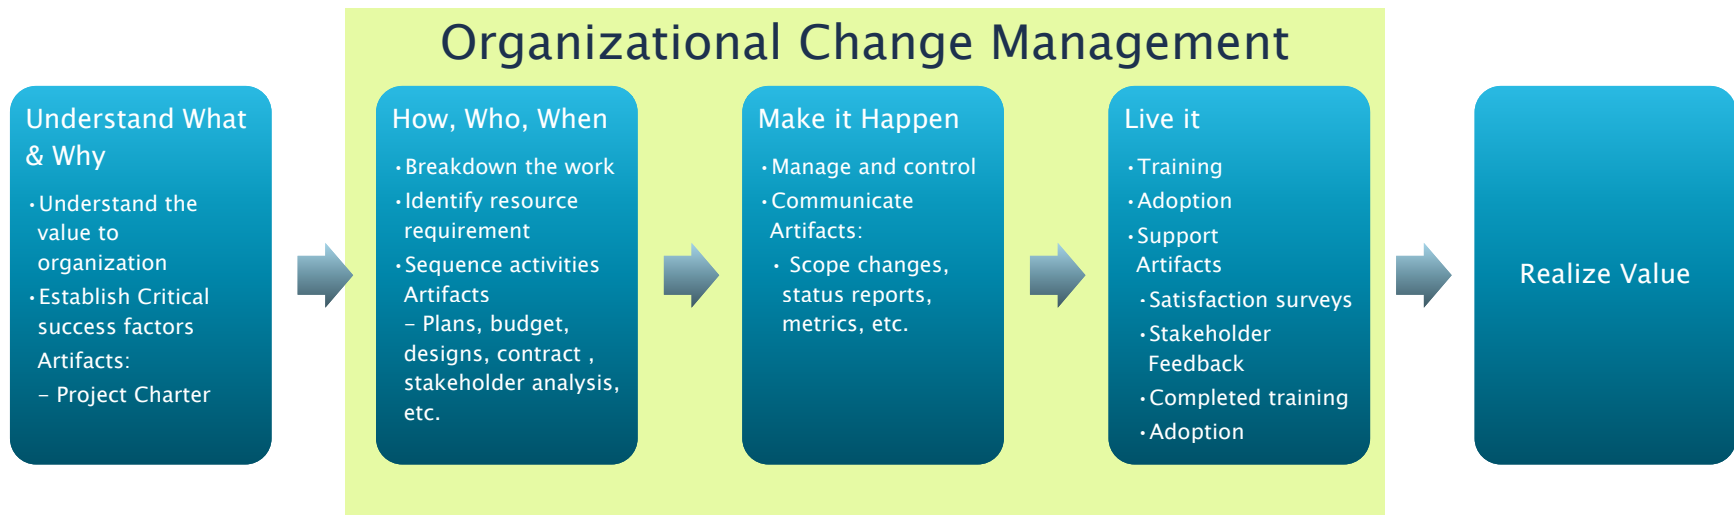 Organizational Change Management
Understand What
& Why
•Understand the
value to
organization
•Establish Critical
success factors
Artifacts:
– Project Charter
How, Who, When
•Breakdown the work
•Identify resource
requirement
•Sequence activities
Artifacts
– Plans, budget,
designs, contract ,
stakeholder analysis,
etc.
Make it Happen
•Manage and control
•Communicate
Artifacts:
• Scope changes,
status reports,
metrics, etc.
Live it
•Training
•Adoption
•Support
Artifacts
•Satisfaction surveys
•Stakeholder
Feedback
•Completed training
•Adoption
Realize Value